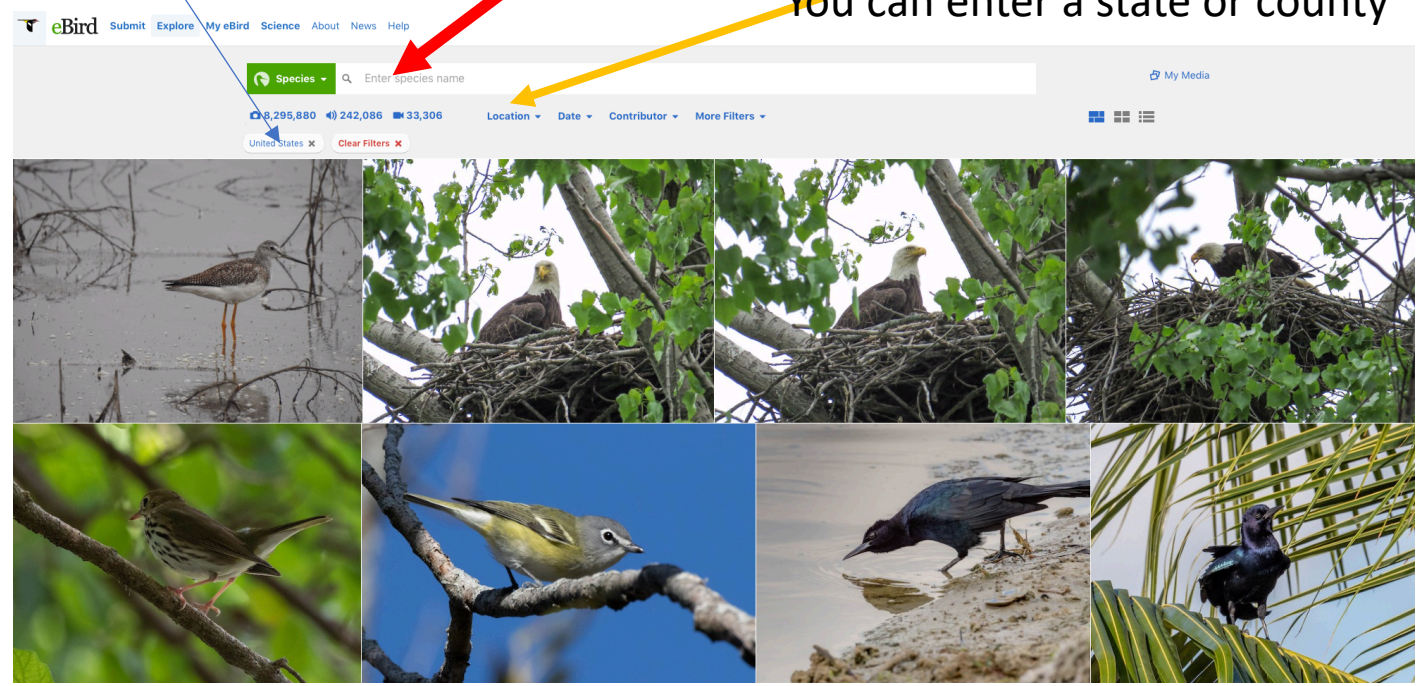 You can enter a state or county
eBird Submit Explore My eBird Science About News Help
Species Enter species name My Media
8,295,880 242,086 33,306 Location Date Contributor More Filters
United States Clear Filters